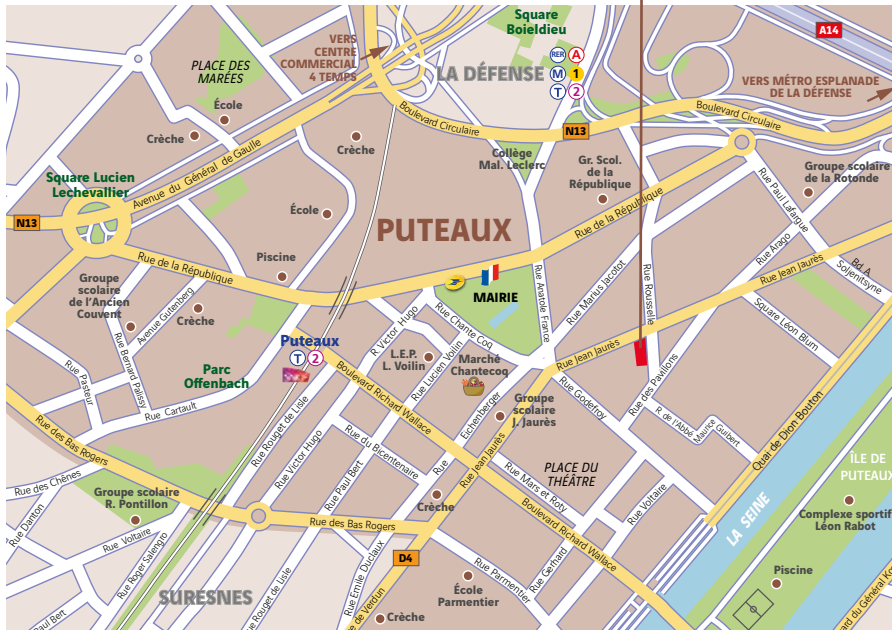 Square
Boieldieu
A14
VERS
CENTRE
COMMERCIAL
4 TEMPS
PLACE DES
MARÉES
LA DÉFENSE
RER A
M 1
T 2
VERS MÉTRO ESPLANADE
DE LA DÉFENSE
École
Crèche
Boulevard Circulaire
N13
Boulevard Circulaire
Crèche
Collège
Mal. Leclerc
Gr. Scol.
de la
République
Groupe scolaire
de la Rotonde
Avenue du Général de Gaulle
Square Lucien
Lechevallier
N13
École
PUTEAUX
Rue de la République
Rue Paul Lafargue
Rue Arago
Rue de la République
Piscine
MAIRIE
Rue Anatole France
Rue Marius Jacotot
Rue Rousselle
Rue Jean Jaurès
Bd A.
Soljenitsyne
Groupe
scolaire
de l'Ancien
Couvent
Avenue Gutenberg
Crèche
Rue Bernard Palissy
Square Léon Blum
R. Victor Hugo
Rue Chante Coq
Puteaux
T 2
L.E.P.
L. Voilin
Rue Lucien Voilin
Marché
Chantecoq
Rue Jean Jaurès
Rue Pasteur
Parc
Offenbach
Rue Cartault
Boulevard Richard Wallace
Rue Eichenberger
Groupe
scolaire
J. Jaurès
Rue Godefroy
Rue des Pavillons
R. de l'Abbé
Maurice Guibert
Quai de Dion Bouton
Rue des Bas Rogers
Rue Rouget de Lisle
Rue Victor Hugo
Rue du Bicentenaire
Rue Paul Bert
Rue Jean Jaurès
PLACE DU
THÉÂTRE
Rue Mars et Roty
Boulevard Richard Wallace
Rue Voltaire
LA SEINE
ÎLE DE
PUTEAUX
Complexe sportif
Léon Rabot
Rue des Chênes
Groupe scolaire
R. Pontillon
Crèche
Rue Danton
Rue Voltaire
Rue Roger Salengro
Rue des Bas Rogers
D4
Rue Emile Duclaux
Rue Parmentier
Rue Gerhard
École
Parmentier
Piscine
SURESNES
Rue Rouget de Lisle
Crèche
de Verdun
Paul Bert
ard du Général Ko